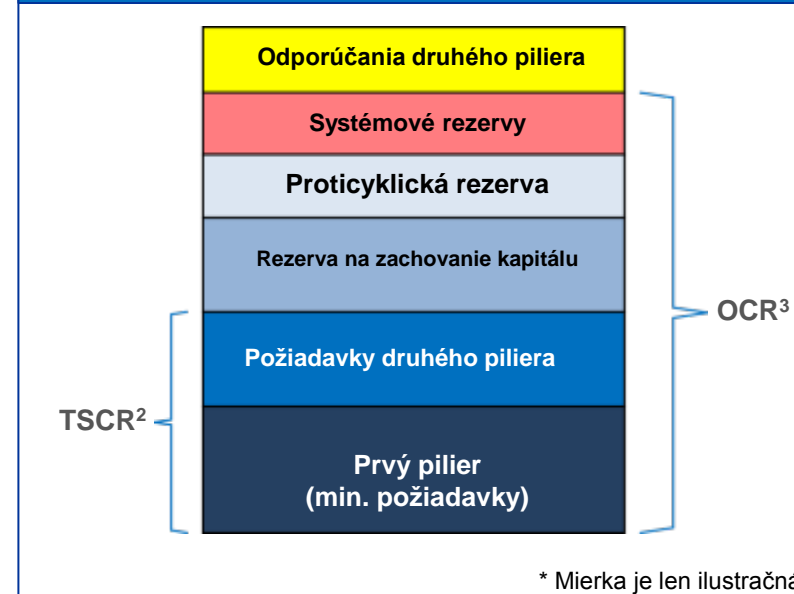 Odporúčania druhého piliera
Systémové rezervy
Proticyklická rezerva
Rezerva na zachovanie kapitálu
OCR³
Požiadavky druhého piliera
TSCR²
Prvý pilier
(min. požiadavky)
* Mierka je len ilustračná